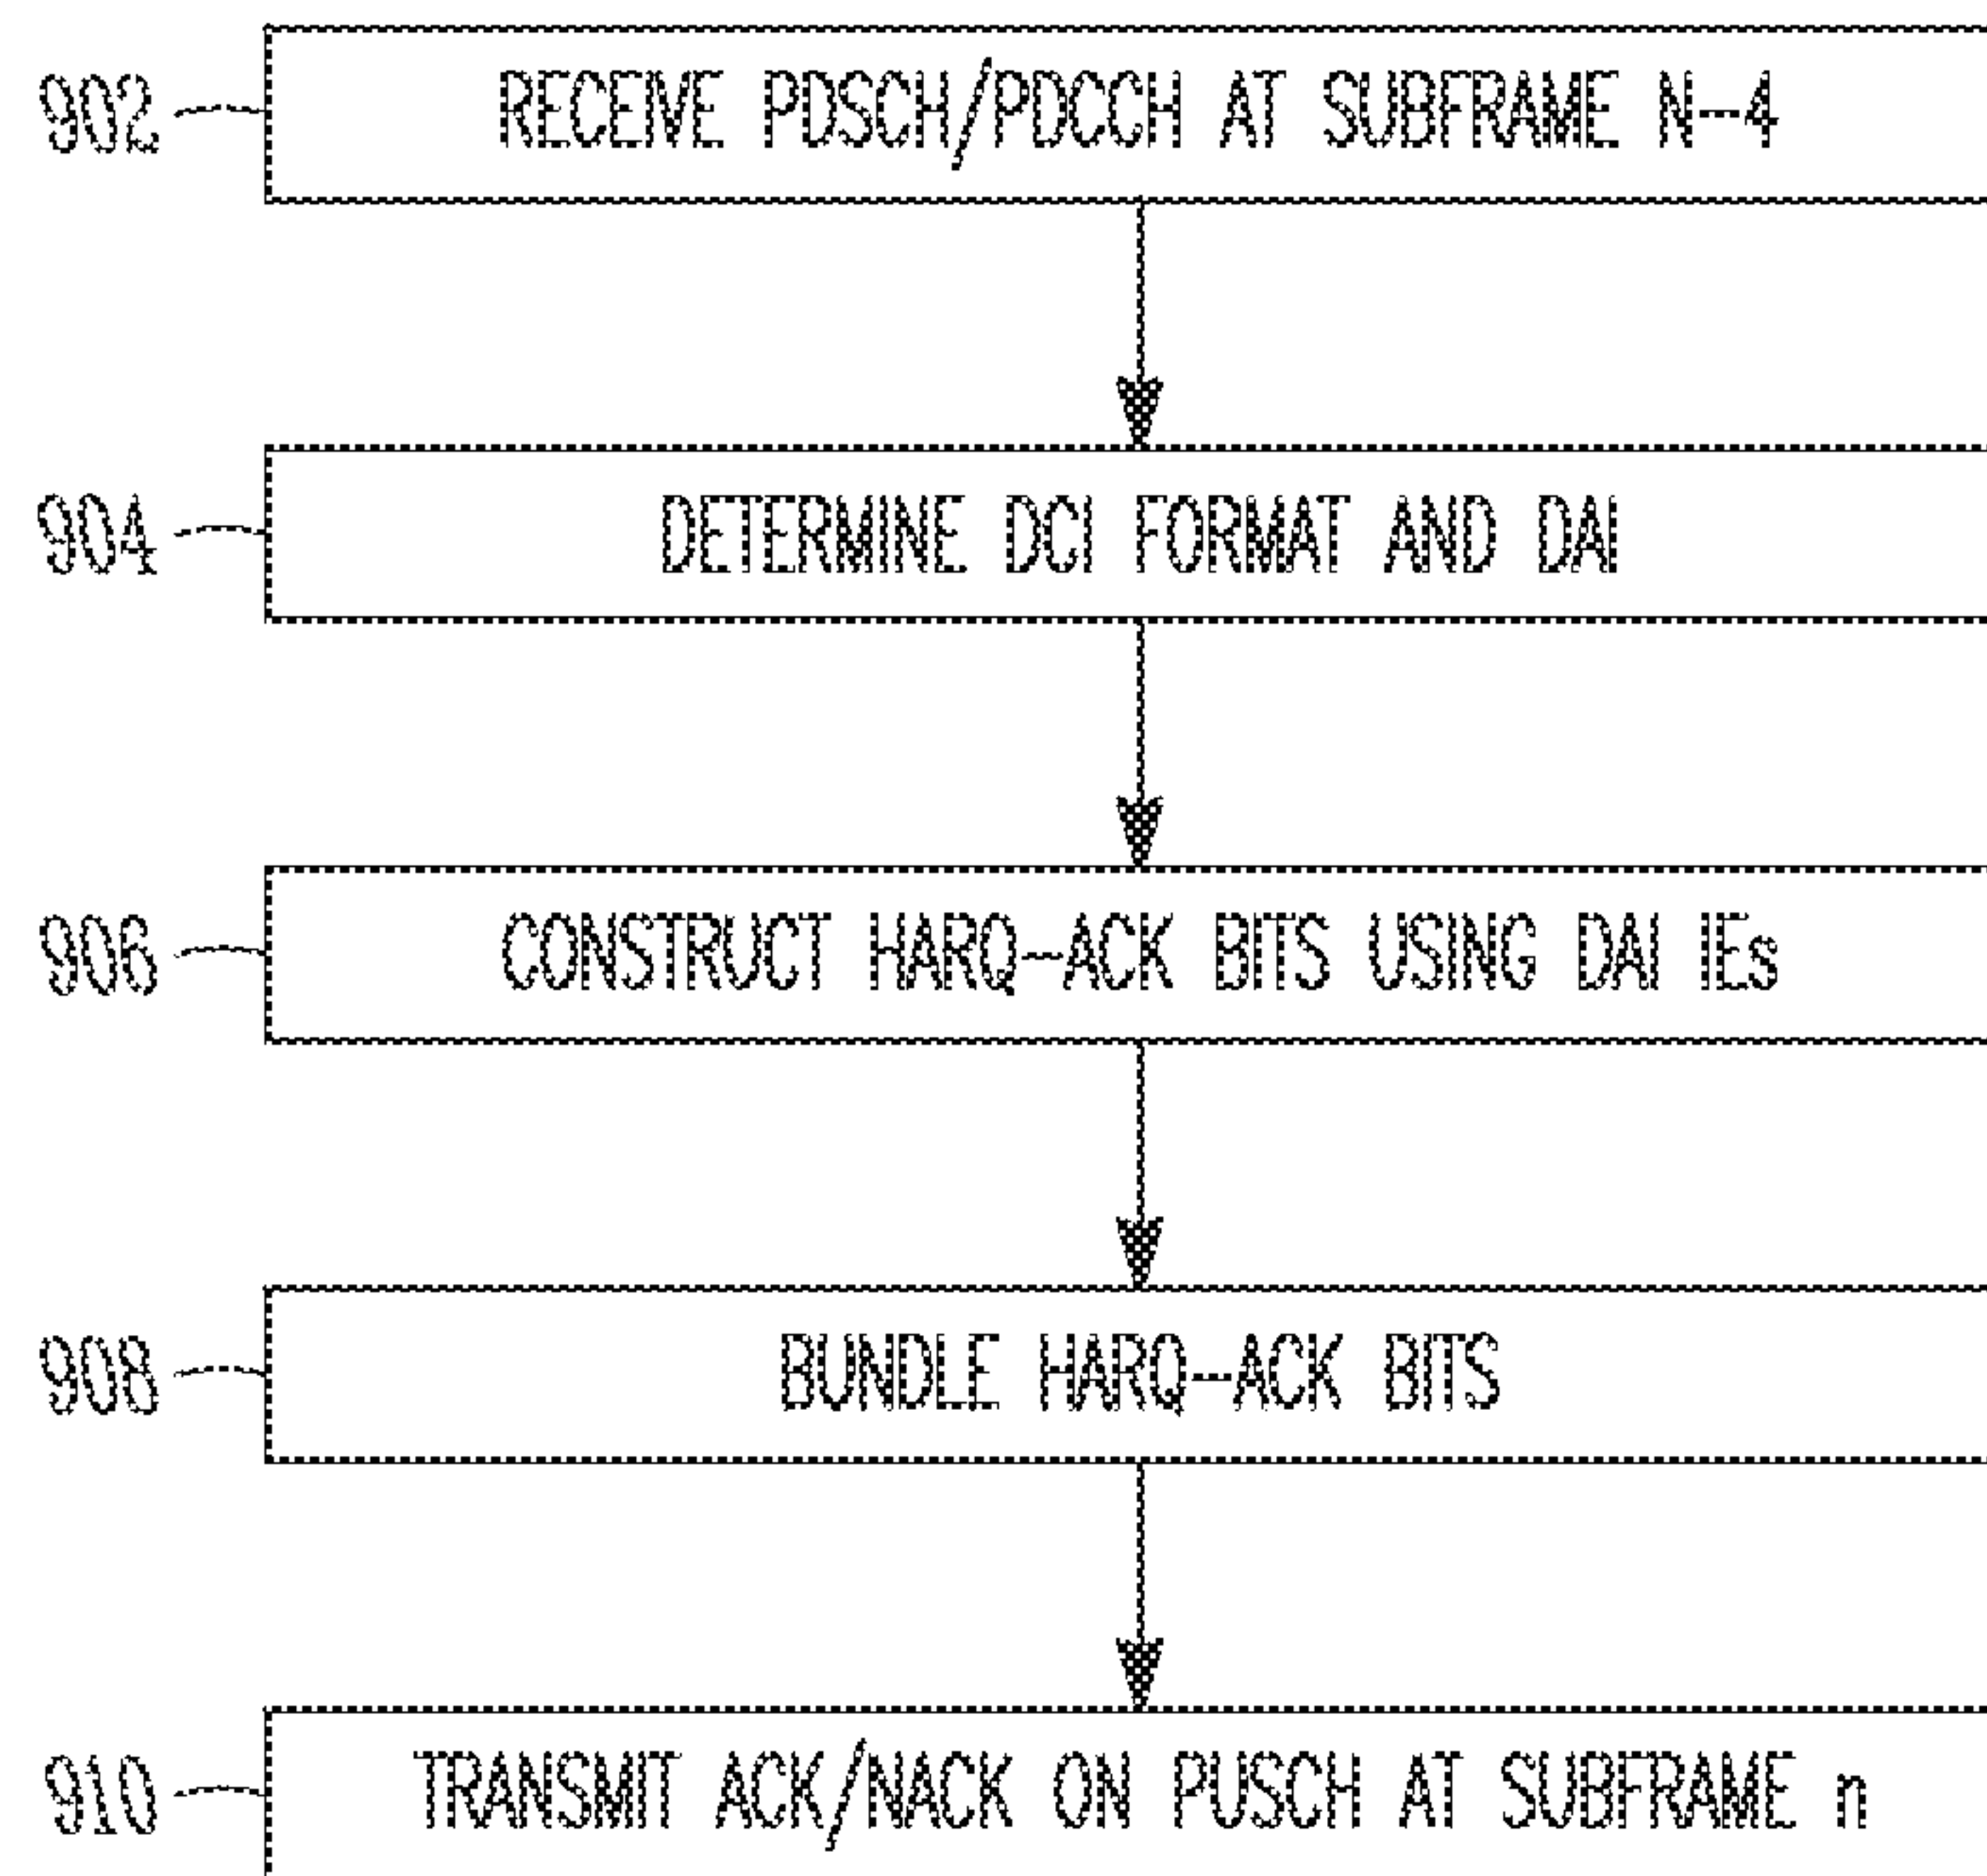 902 RECEIVE PDSCH/PDCCH AT SUBFRAME N-4
904 DETERMINE DCI FORMAT AND DAI
906 CONSTRUCT HARQ-ACK BITS USING DAI IEs
908 BUNDLE HARQ-ACK BITS
910 TRANSMIT ACK/NACK ON PUSCH AT SUBFRAME n